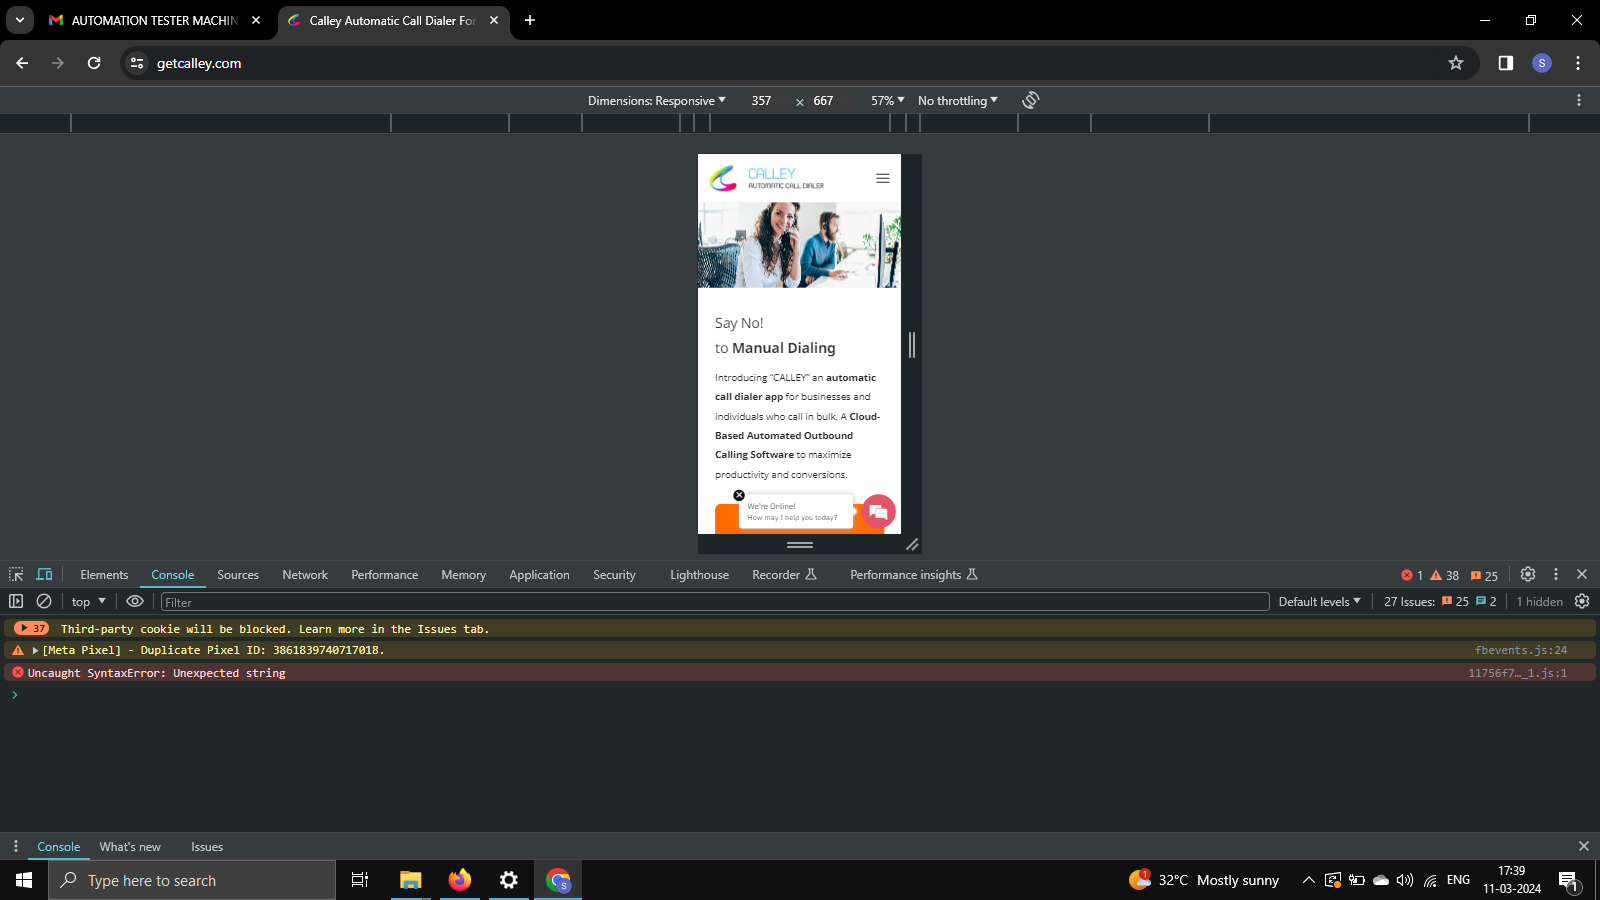 AUTOMATION TESTER MACHIN
Calley Automatic Call Dialer For
getcalley.com
S
Dimensions: Responsive 357 × 667 57% No throttling
CALLEY
AUTOMATIC CALL DIALER
Say No!
to Manual Dialing
Introducing "CALLEY" an automatic
call dialer app for businesses and
individuals who call in bulk. A Cloud-
Based Automated Outbound
Calling Software to maximize
productivity and conversions.
We're Online!
How may I help you today?
Elements Console Sources Network Performance Memory Application Security Lighthouse Recorder Performance insights 1 38 25
top Filter Default levels 27 Issues: 25 2 1 hidden
37 Third-party cookie will be blocked. Learn more in the Issues tab.
[Meta Pixel] - Duplicate Pixel ID: 3861839740717018. fbevents.js:24
Uncaught SyntaxError: Unexpected string 11756f7…_1.js:1
Console What's new Issues
Type here to search
S
1
32°C Mostly sunny
ENG
17:39
11-03-2024
1